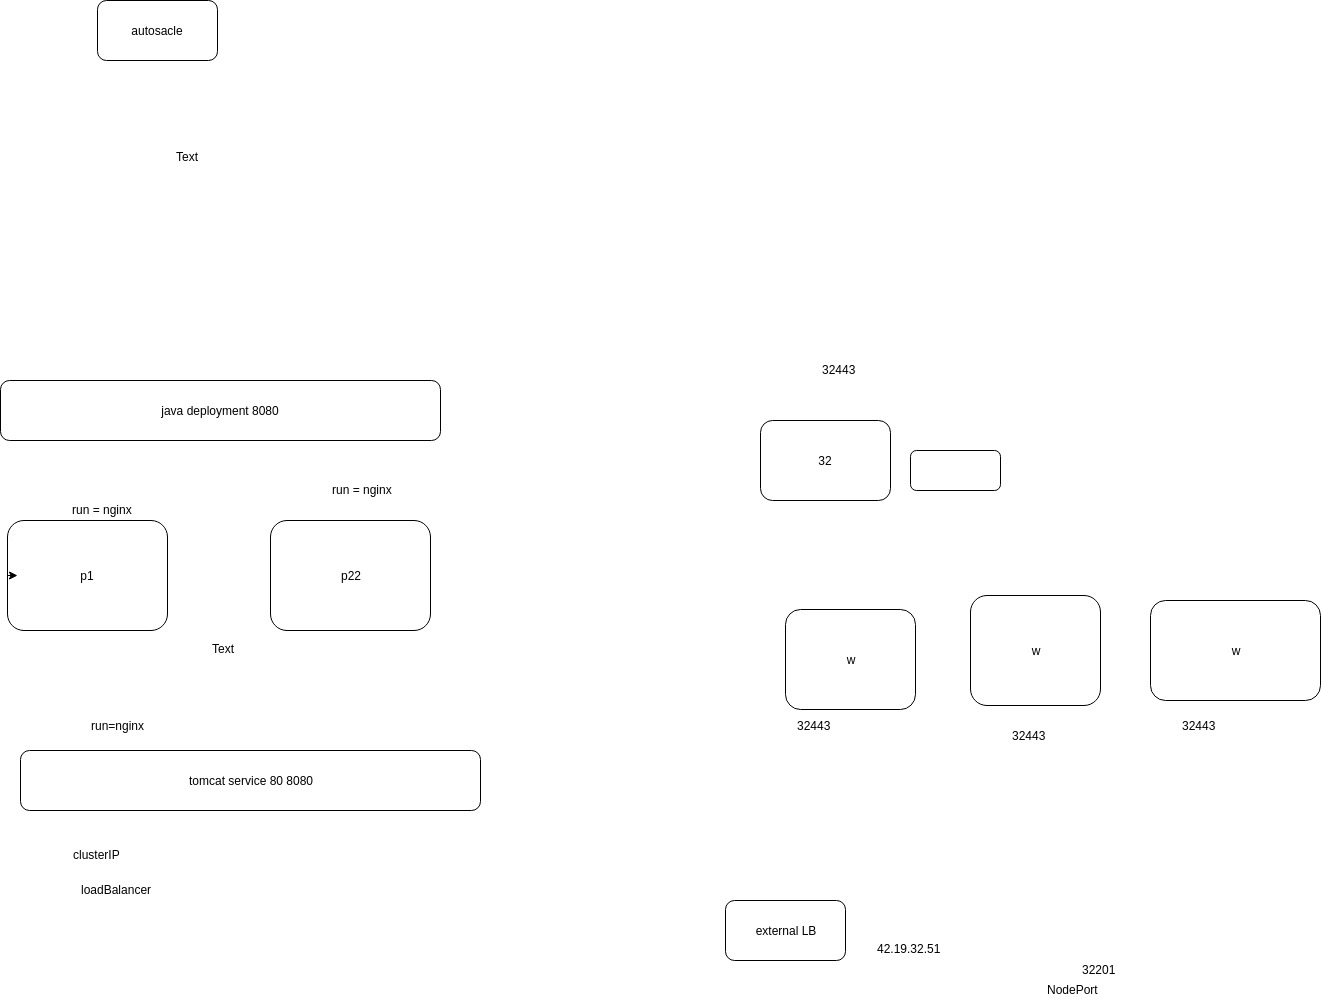 autosacle
Text
32443
java deployment 8080
32
run = nginx
run = nginx
p1
p22
Text
w
w
w
run=nginx
32443
32443
32443
tomcat service 80 8080
clusterIP
loadBalancer
external LB
42.19.32.51
32201
NodePort